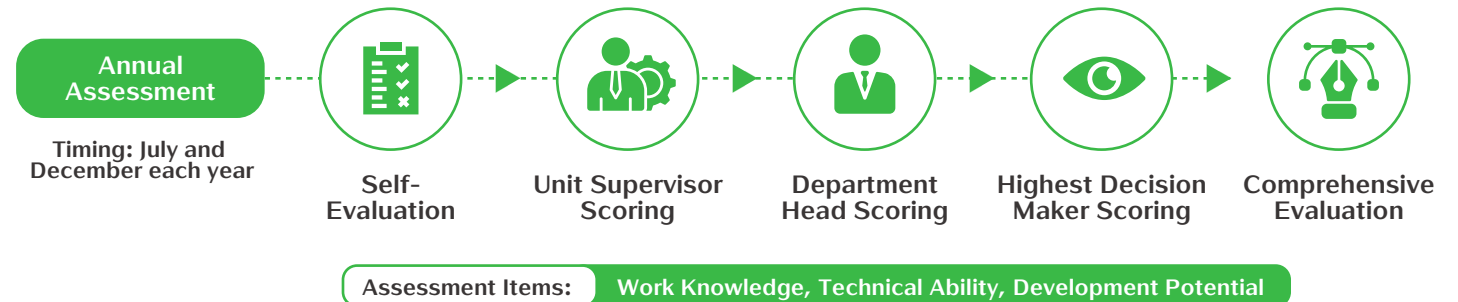 Annual
Assessment
Timing: July and
December each year
Self-
Evaluation
Unit Supervisor
Scoring
Department
Head Scoring
Highest Decision
Maker Scoring
Comprehensive
Evaluation
Assessment Items: Work Knowledge, Technical Ability, Development Potential